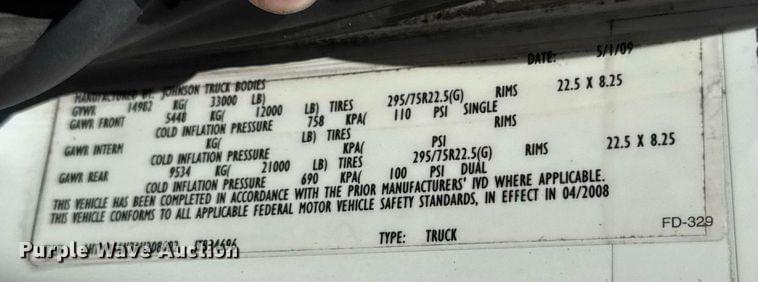 DATE: 5/1/09
MANUFACTURED BY: JOHNSON TRUCK BODIES
GVWR 14982 KG( 33000 LB)
GAWR FRONT 5448 KG( 12000 LB) TIRES 295/75R22.5(G) RIMS 22.5 X 8.25
COLD INFLATION PRESSURE 758 KPA( 110 PSI SINGLE
GAWR INTERM KG( LB) TIRES RIMS
COLD INFLATION PRESSURE KPA( PSI
GAWR REAR 9534 KG( 21000 LB) TIRES 295/75R22.5(G) RIMS 22.5 X 8.25
COLD INFLATION PRESSURE 690 KPA( 100 PSI DUAL
THIS VEHICLE HAS BEEN COMPLETED IN ACCORDANCE WITH THE PRIOR MANUFACTURERS' IVD WHERE APPLICABLE.
THIS VEHICLE CONFORMS TO ALL APPLICABLE FEDERAL MOTOR VEHICLE SAFETY STANDARDS, IN EFFECT IN 04/2008
TYPE: TRUCK
FD-329
Purple Wave Auction